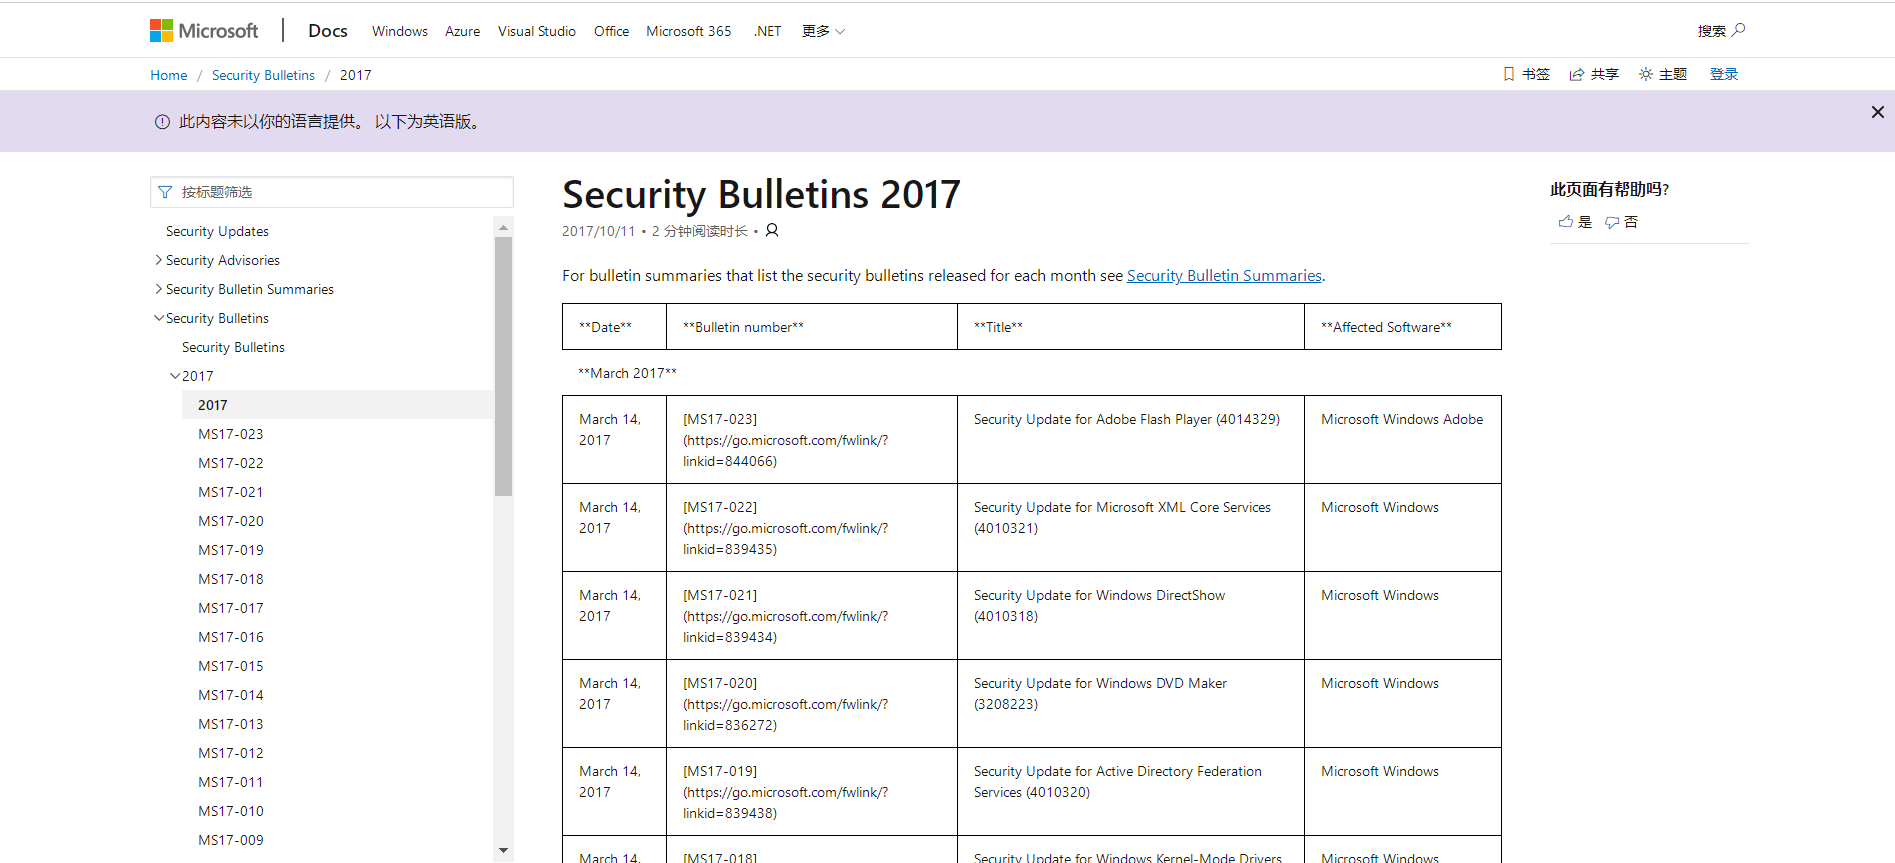 Microsoft
Docs
Windows
Azure
Visual Studio
Office
Microsoft 365
.NET
更多
搜索
Home / Security Bulletins / 2017
书签
共享
主题
登录
此内容未以你的语言提供。 以下为英语版。
按标题筛选
Security Updates
Security Advisories
Security Bulletin Summaries
Security Bulletins
Security Bulletins
2017
2017
MS17-023
MS17-022
MS17-021
MS17-020
MS17-019
MS17-018
MS17-017
MS17-016
MS17-015
MS17-014
MS17-013
MS17-012
MS17-011
MS17-010
MS17-009
Security Bulletins 2017
2017/10/11 • 2 分钟阅读时长 •
For bulletin summaries that list the security bulletins released for each month see Security Bulletin Summaries.
**Date**
**Bulletin number**
**Title**
**Affected Software**
**March 2017**
March 14,
2017
[MS17-023]
(https://go.microsoft.com/fwlink/?
linkid=844066)
Security Update for Adobe Flash Player (4014329)
Microsoft Windows Adobe
March 14,
2017
[MS17-022]
(https://go.microsoft.com/fwlink/?
linkid=839435)
Security Update for Microsoft XML Core Services
(4010321)
Microsoft Windows
March 14,
2017
[MS17-021]
(https://go.microsoft.com/fwlink/?
linkid=839434)
Security Update for Windows DirectShow
(4010318)
Microsoft Windows
March 14,
2017
[MS17-020]
(https://go.microsoft.com/fwlink/?
linkid=836272)
Security Update for Windows DVD Maker
(3208223)
Microsoft Windows
March 14,
2017
[MS17-019]
(https://go.microsoft.com/fwlink/?
linkid=839438)
Security Update for Active Directory Federation
Services (4010320)
Microsoft Windows
March 14,
[MS17-018]
Security Update for Windows Kernel-Mode Drivers
Microsoft Windows
此页面有帮助吗?
是
否